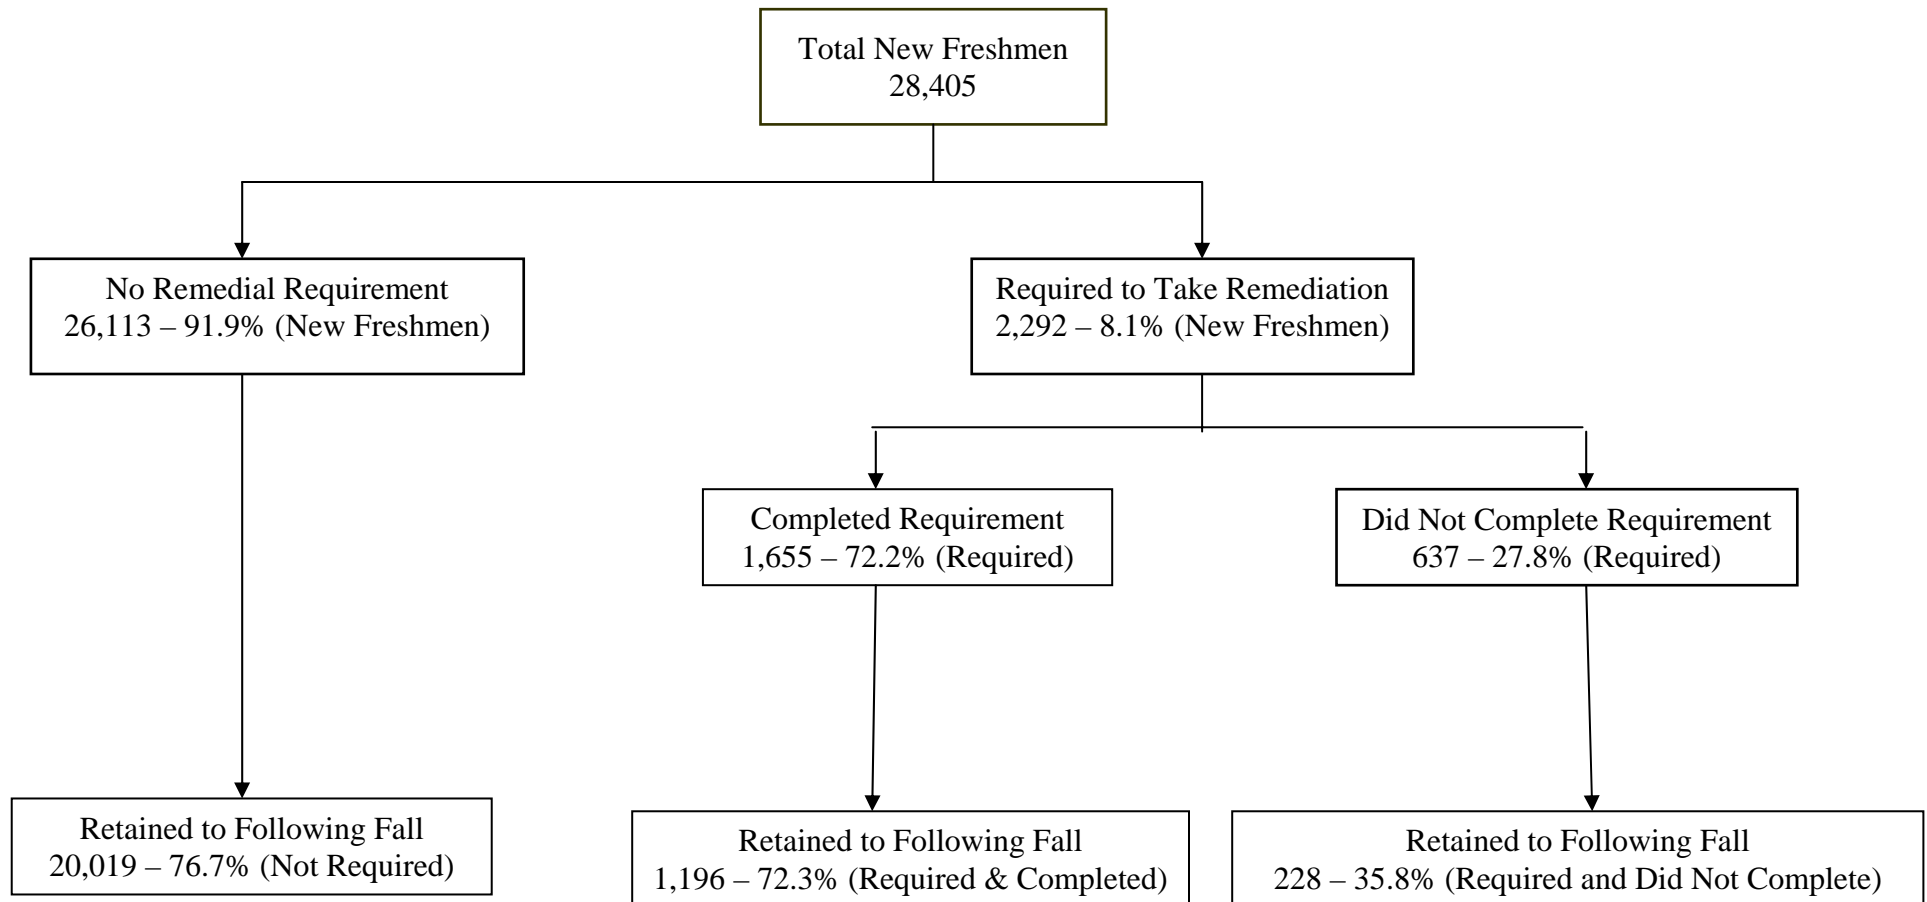 Total New Freshmen
28,405
No Remedial Requirement
26,113 – 91.9% (New Freshmen)
Required to Take Remediation
2,292 – 8.1% (New Freshmen)
Completed Requirement
1,655 – 72.2% (Required)
Did Not Complete Requirement
637 – 27.8% (Required)
Retained to Following Fall
20,019 – 76.7% (Not Required)
Retained to Following Fall
1,196 – 72.3% (Required & Completed)
Retained to Following Fall
228 – 35.8% (Required and Did Not Complete)